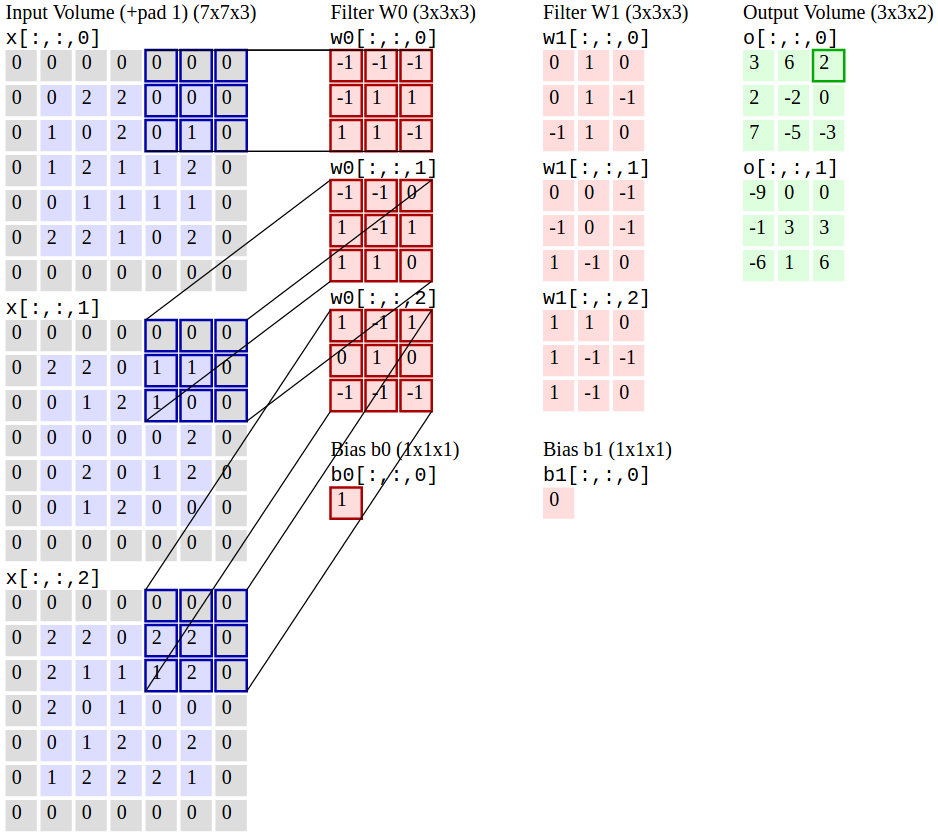 Input Volume (+pad 1) (7x7x3)
x[:,:,0]
0 0 0 0 0 0 0
0 0 2 2 0 0 0
0 1 0 2 0 1 0
0 1 2 1 1 2 0
0 0 1 1 1 1 0
0 2 2 1 0 2 0
0 0 0 0 0 0 0
x[:,:,1]
0 0 0 0 0 0 0
0 2 2 0 1 1 0
0 0 1 2 1 0 0
0 0 0 0 0 2 0
0 0 2 0 1 2 0
0 0 1 2 0 0 0
0 0 0 0 0 0 0
x[:,:,2]
0 0 0 0 0 0 0
0 2 2 0 2 2 0
0 2 1 1 1 2 0
0 2 0 1 0 0 0
0 0 1 2 0 2 0
0 1 2 2 2 1 0
0 0 0 0 0 0 0
Filter W0 (3x3x3)
w0[:,:,0]
-1 -1 -1
-1 1 1
1 1 -1
w0[:,:,1]
-1 -1 0
1 -1 1
1 1 0
w0[:,:,2]
1 -1 1
0 1 0
-1 -1 -1
Bias b0 (1x1x1)
b0[:,:,0]
1
Filter W1 (3x3x3)
w1[:,:,0]
0 1 0
0 1 -1
-1 1 0
w1[:,:,1]
0 0 -1
-1 0 -1
1 -1 0
w1[:,:,2]
1 1 0
1 -1 -1
1 -1 0
Bias b1 (1x1x1)
b1[:,:,0]
0
Output Volume (3x3x2)
o[:,:,0]
3 6 2
2 -2 0
7 -5 -3
o[:,:,1]
-9 0 0
-1 3 3
-6 1 6